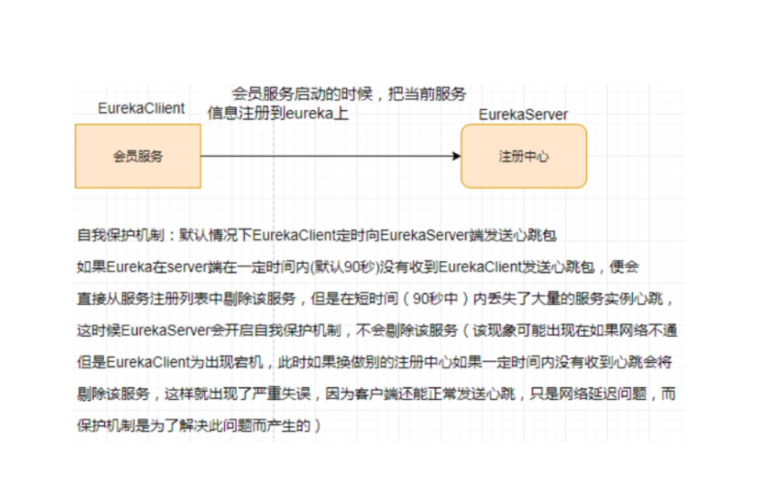 会员服务启动的时候，把当前服务
信息注册到eureka上
EurekaCliient
EurekaServer
会员服务
注册中心
自我保护机制：默认情况下EurekaClient定时向EurekaServer端发送心跳包
如果Eureka在server端在一定时间内(默认90秒)没有收到EurekaClient发送心跳包，便会
直接从服务注册列表中剔除该服务，但是在短时间（90秒中）内丢失了大量的服务实例心跳，
这时候EurekaServer会开启自我保护机制，不会剔除该服务（该现象可能出现在如果网络不通
但是EurekaClient为出现宕机，此时如果换做别的注册中心如果一定时间内没有收到心跳会将
剔除该服务，这样就出现了严重失误，因为客户端还能正常发送心跳，只是网络延迟问题，而
保护机制是为了解决此问题而产生的）